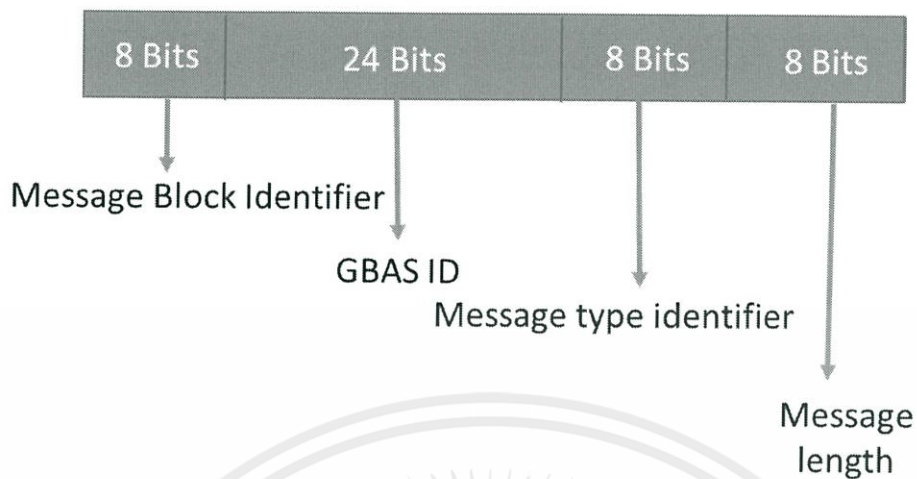 8 Bits 24 Bits 8 Bits 8 Bits
Message Block Identifier
GBAS ID
Message type identifier
Message
length